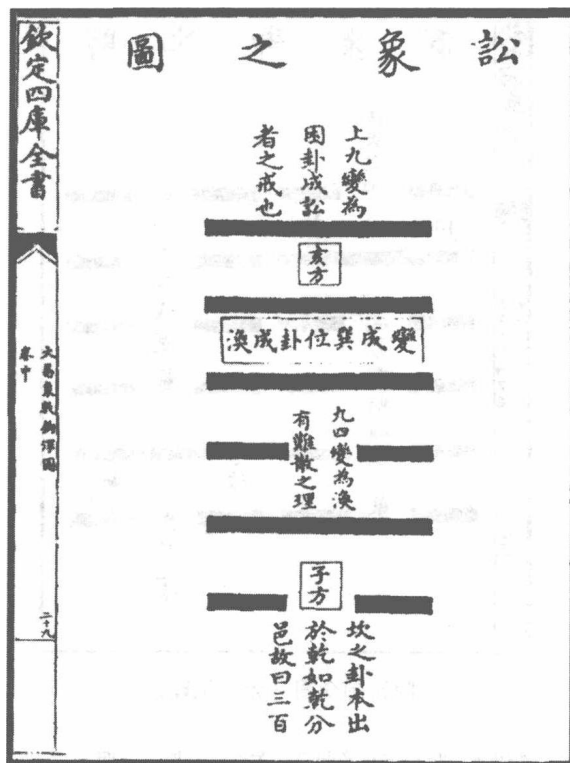 訟象之圖
上九變為
困卦成訟
者之戒也
亥方
變成巽位卦成渙
九四變為渙
有難散之理
子方
坎之卦本出
於乾如乾分
邑故曰三百
欽定四庫全書
大易象數鉤深圖
卷中
二十九